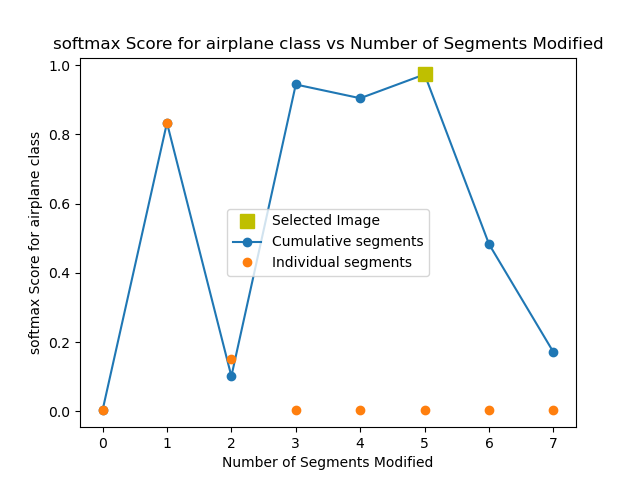 softmax Score for airplane class vs Number of Segments Modified
softmax Score for airplane class
1.0
0.8
0.6
0.4
0.2
0.0
Selected Image
Cumulative segments
Individual segments
0 1 2 3 4 5 6 7
Number of Segments Modified